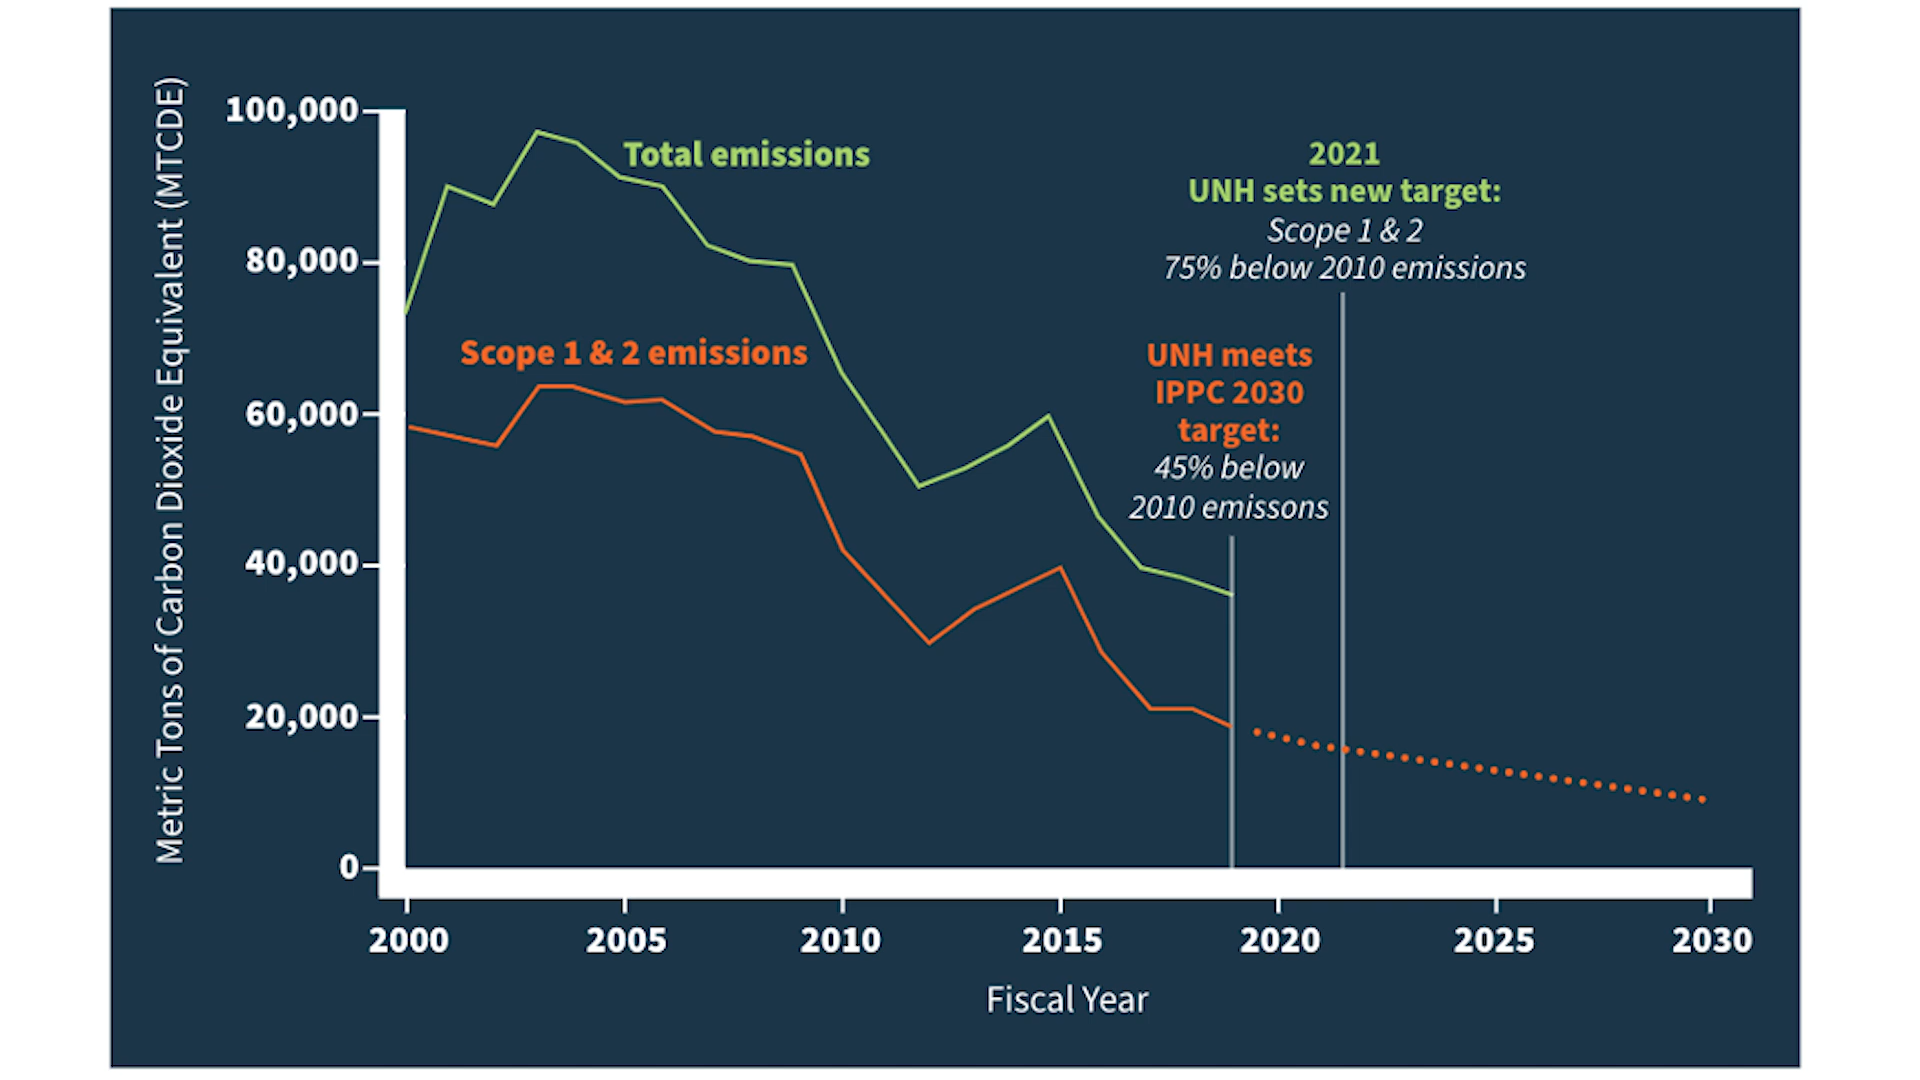 Metric Tons of Carbon Dioxide Equivalent (MTCDE)
100,000
80,000
60,000
40,000
20,000
0
Total emissions
Scope 1 & 2 emissions
2021
UNH sets new target:
Scope 1 & 2
75% below 2010 emissions
UNH meets
IPPC 2030
target:
45% below
2010 emissons
2000 2005 2010 2015 2020 2025 2030
Fiscal Year